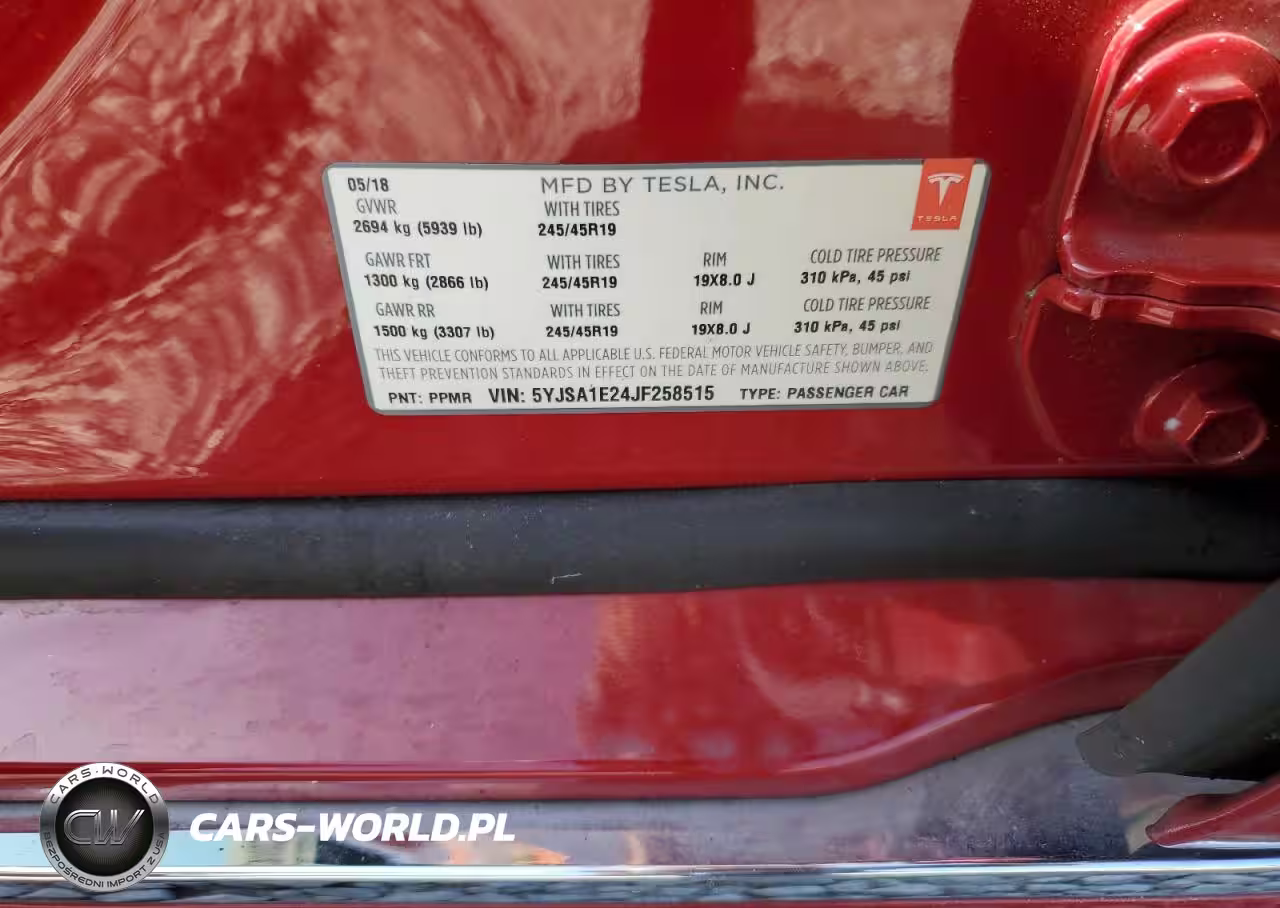 05/18 MFD BY TESLA, INC.
TESLA
GVWR WITH TIRES
2694 kg (5939 lb) 245/45R19
GAWR FRT WITH TIRES RIM COLD TIRE PRESSURE
1300 kg (2866 lb) 245/45R19 19X8.0 J 310 kPa, 45 psi
GAWR RR WITH TIRES RIM COLD TIRE PRESSURE
1500 kg (3307 lb) 245/45R19 19X8.0 J 310 kPa, 45 psi
THIS VEHICLE CONFORMS TO ALL APPLICABLE U.S. FEDERAL MOTOR VEHICLE SAFETY, BUMPER, AND
THEFT PREVENTION STANDARDS IN EFFECT ON THE DATE OF MANUFACTURE SHOWN ABOVE.
PNT: PPMR VIN: 5YJSA1E24JF258515 TYPE: PASSENGER CAR
CARS-WORLD
CW
BEZPOŚREDNI IMPORT Z USA
CARS-WORLD.PL